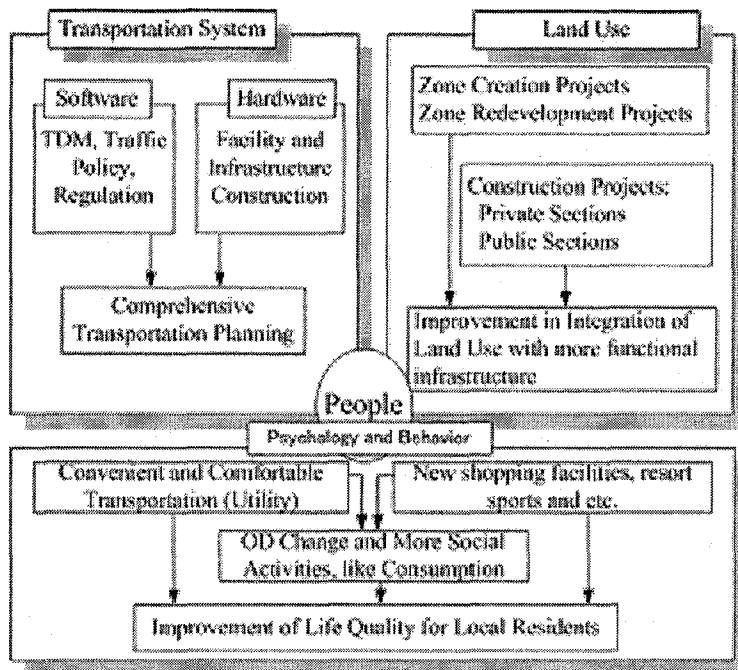 Transportation System
Software
TDM, Traffic
Policy,
Regulation
Hardware
Facility and
Infrastructure
Construction
Comprehensive
Transportation Planning
Land Use
Zone Creation Projects
Zone Redevelopment Projects
Construction Projects:
Private Sections
Public Sections
Improvement in Integration of
Land Use with more functional
infrastructure
People
Psychology and Behavior
Convenient and Comfortable
Transportation (Utility)
New shopping facilities, resort
sports and etc.
OD Change and More Social
Activities, like Consumption
Improvement of Life Quality for Local Residents